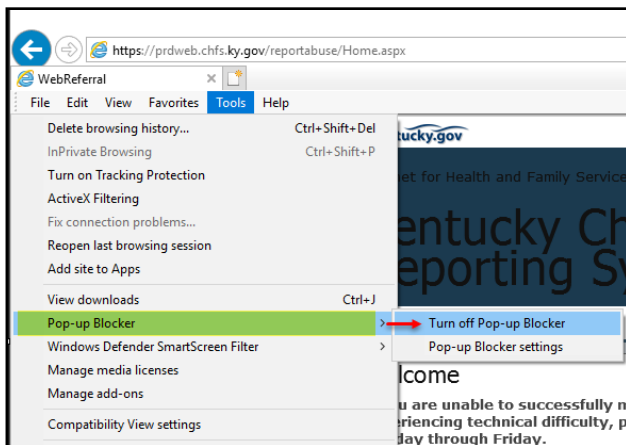 https://prdweb.chfs.ky.gov/reportabuse/Home.aspx
WebReferral
File Edit View Favorites Tools Help
Delete browsing history... Ctrl+Shift+Del
tucky.gov
InPrivate Browsing Ctrl+Shift+P
Turn on Tracking Protection
et for Health and Family Service
ActiveX Filtering
Fix connection problems...
entucky Ch
Reopen last browsing session
eporting Sy
Add site to Apps
View downloads Ctrl+J
Pop-up Blocker
Turn off Pop-up Blocker
Windows Defender SmartScreen Filter
Pop-up Blocker settings
Manage media licenses
lcome
Manage add-ons
u are unable to successfully m
Compatibility View settings
riencing technical difficulty, p
day through Friday.